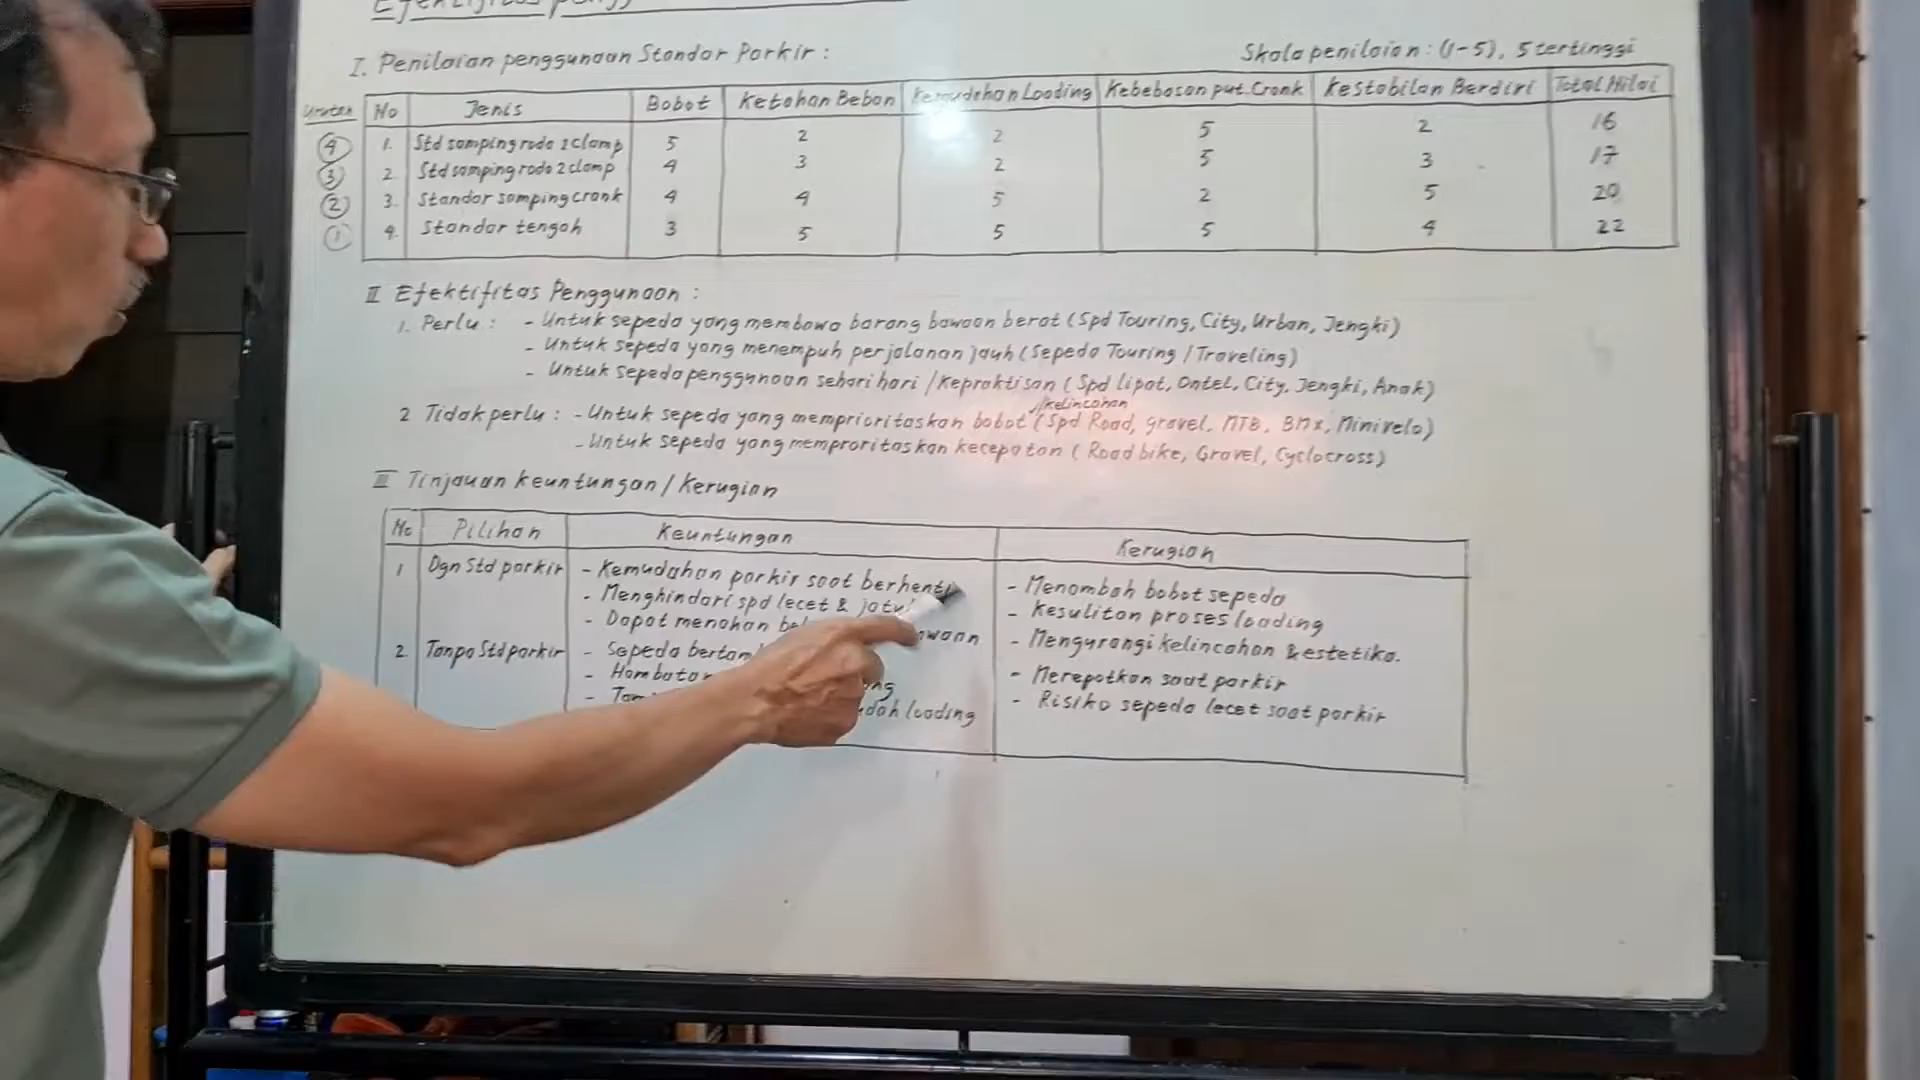 Efektifitas
I. Penilaian penggunaan Standar Parkir :
Skala penilaian : (1-5), 5 tertinggi
Urutan No Jenis Bobot Ketahan Beban Kemudahan Loading Kebebasan put. Crank Kestabilan Berdiri Total Nilai
4 1. Std samping roda 1 clamp 5 2 2 5 2 16
3 2. Std samping roda 2 clamp 4 3 2 5 3 17
2 3. Standar samping crank 4 4 5 2 5 20
1 4. Standar tengah 3 5 5 5 4 22
II Efektifitas Penggunaan :
1. Perlu : - Untuk sepeda yang membawa barang bawaan berat (Spd Touring, City, Urban, Jengki)
- Untuk sepeda yang menempuh perjalanan jauh (Sepeda Touring / Traveling)
- Untuk sepeda penggunaan sehari hari / Kepraktisan ( Spd lipat, Ontel, City. Jengki, Anak)
/kelincahan
2 Tidak perlu : - Untuk sepeda yang memprioritaskan bobot (Spd Road, gravel, MTB, BMX, Minivelo)
- Untuk sepeda yang memproritaskan kecepatan ( Road bike, Gravel, Cyclocross)
III Tinjauan keuntungan / Kerugian
No Pilihan Keuntungan Kerugian
1 Dgn Std parkir - Kemudahan parkir saat berhenti
- Menghindari spd lecet &
- Dapat menahan
- Menambah bobot sepeda
- Kesulitan proses loading
- Mengurangi kelincahan & estetika.
2. Tanpa Std parkir - Sepeda
-
-
loading
- Merepotkan saat parkir
- Risiko sepeda lecet saat parkir